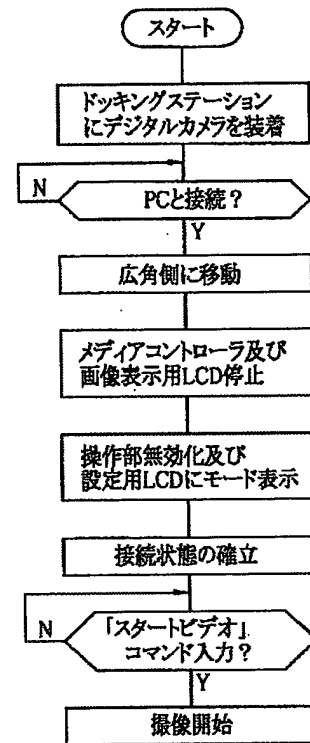 スタート
ドッキングステーション
にデジタルカメラを装着
N
PCと接続？
Y
広角側に移動
メディアコントローラ及び
画像表示用LCD停止
操作部無効化及び
設定用LCDにモード表示
接続状態の確立
N
「スタートビデオ」
コマンド入力？
Y
撮像開始